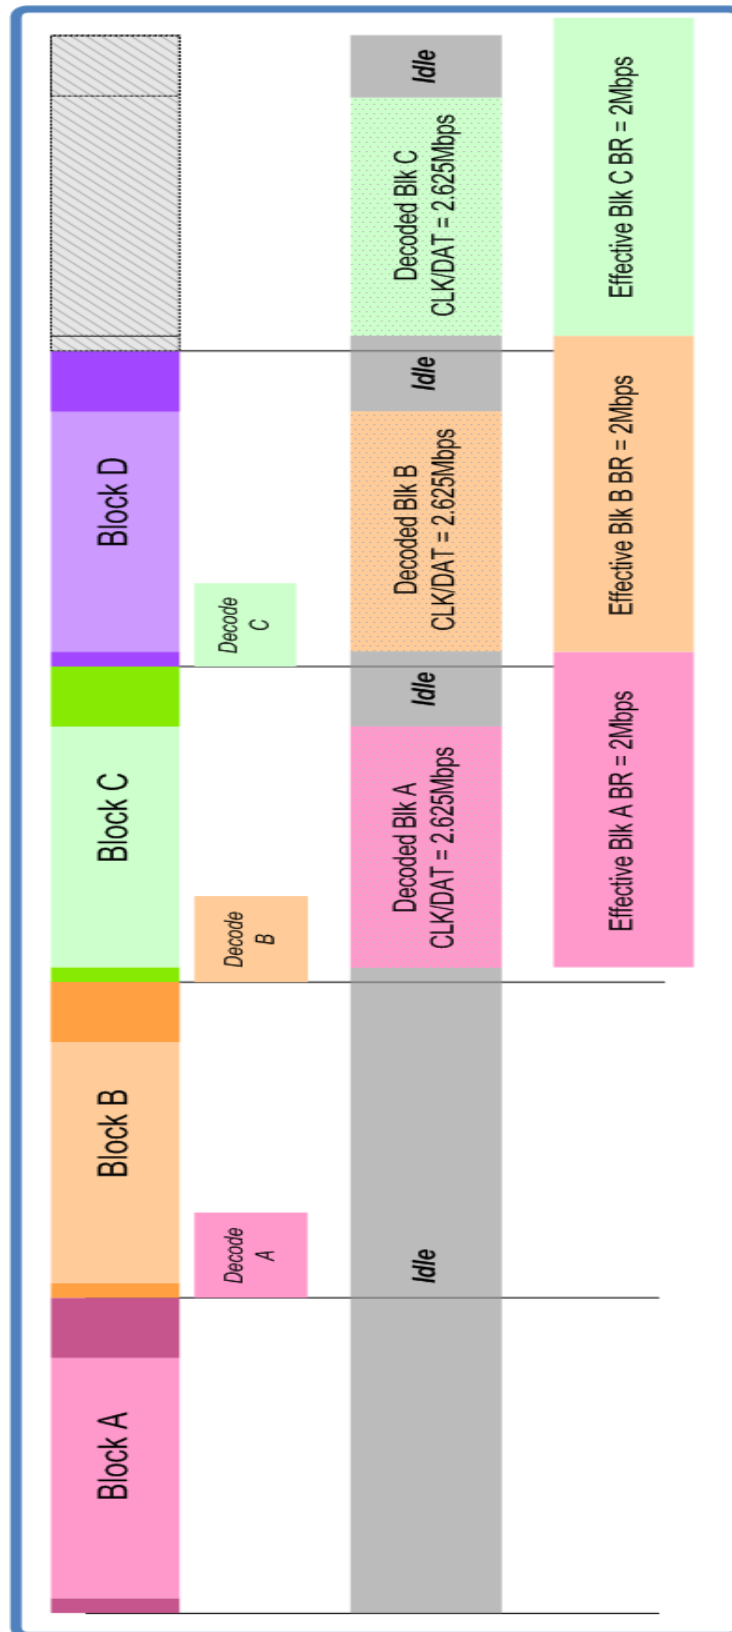 Block A
Block B
Block C
Block D
Decode
A
Decode
B
Decode
C
Idle
Decoded Blk A
CLK/DAT = 2.625Mbps
Idle
Decoded Blk B
CLK/DAT = 2.625Mbps
Idle
Decoded Blk C
CLK/DAT = 2.625Mbps
Idle
Effective Blk A BR = 2Mbps
Effective Blk B BR = 2Mbps
Effective Blk C BR = 2Mbps